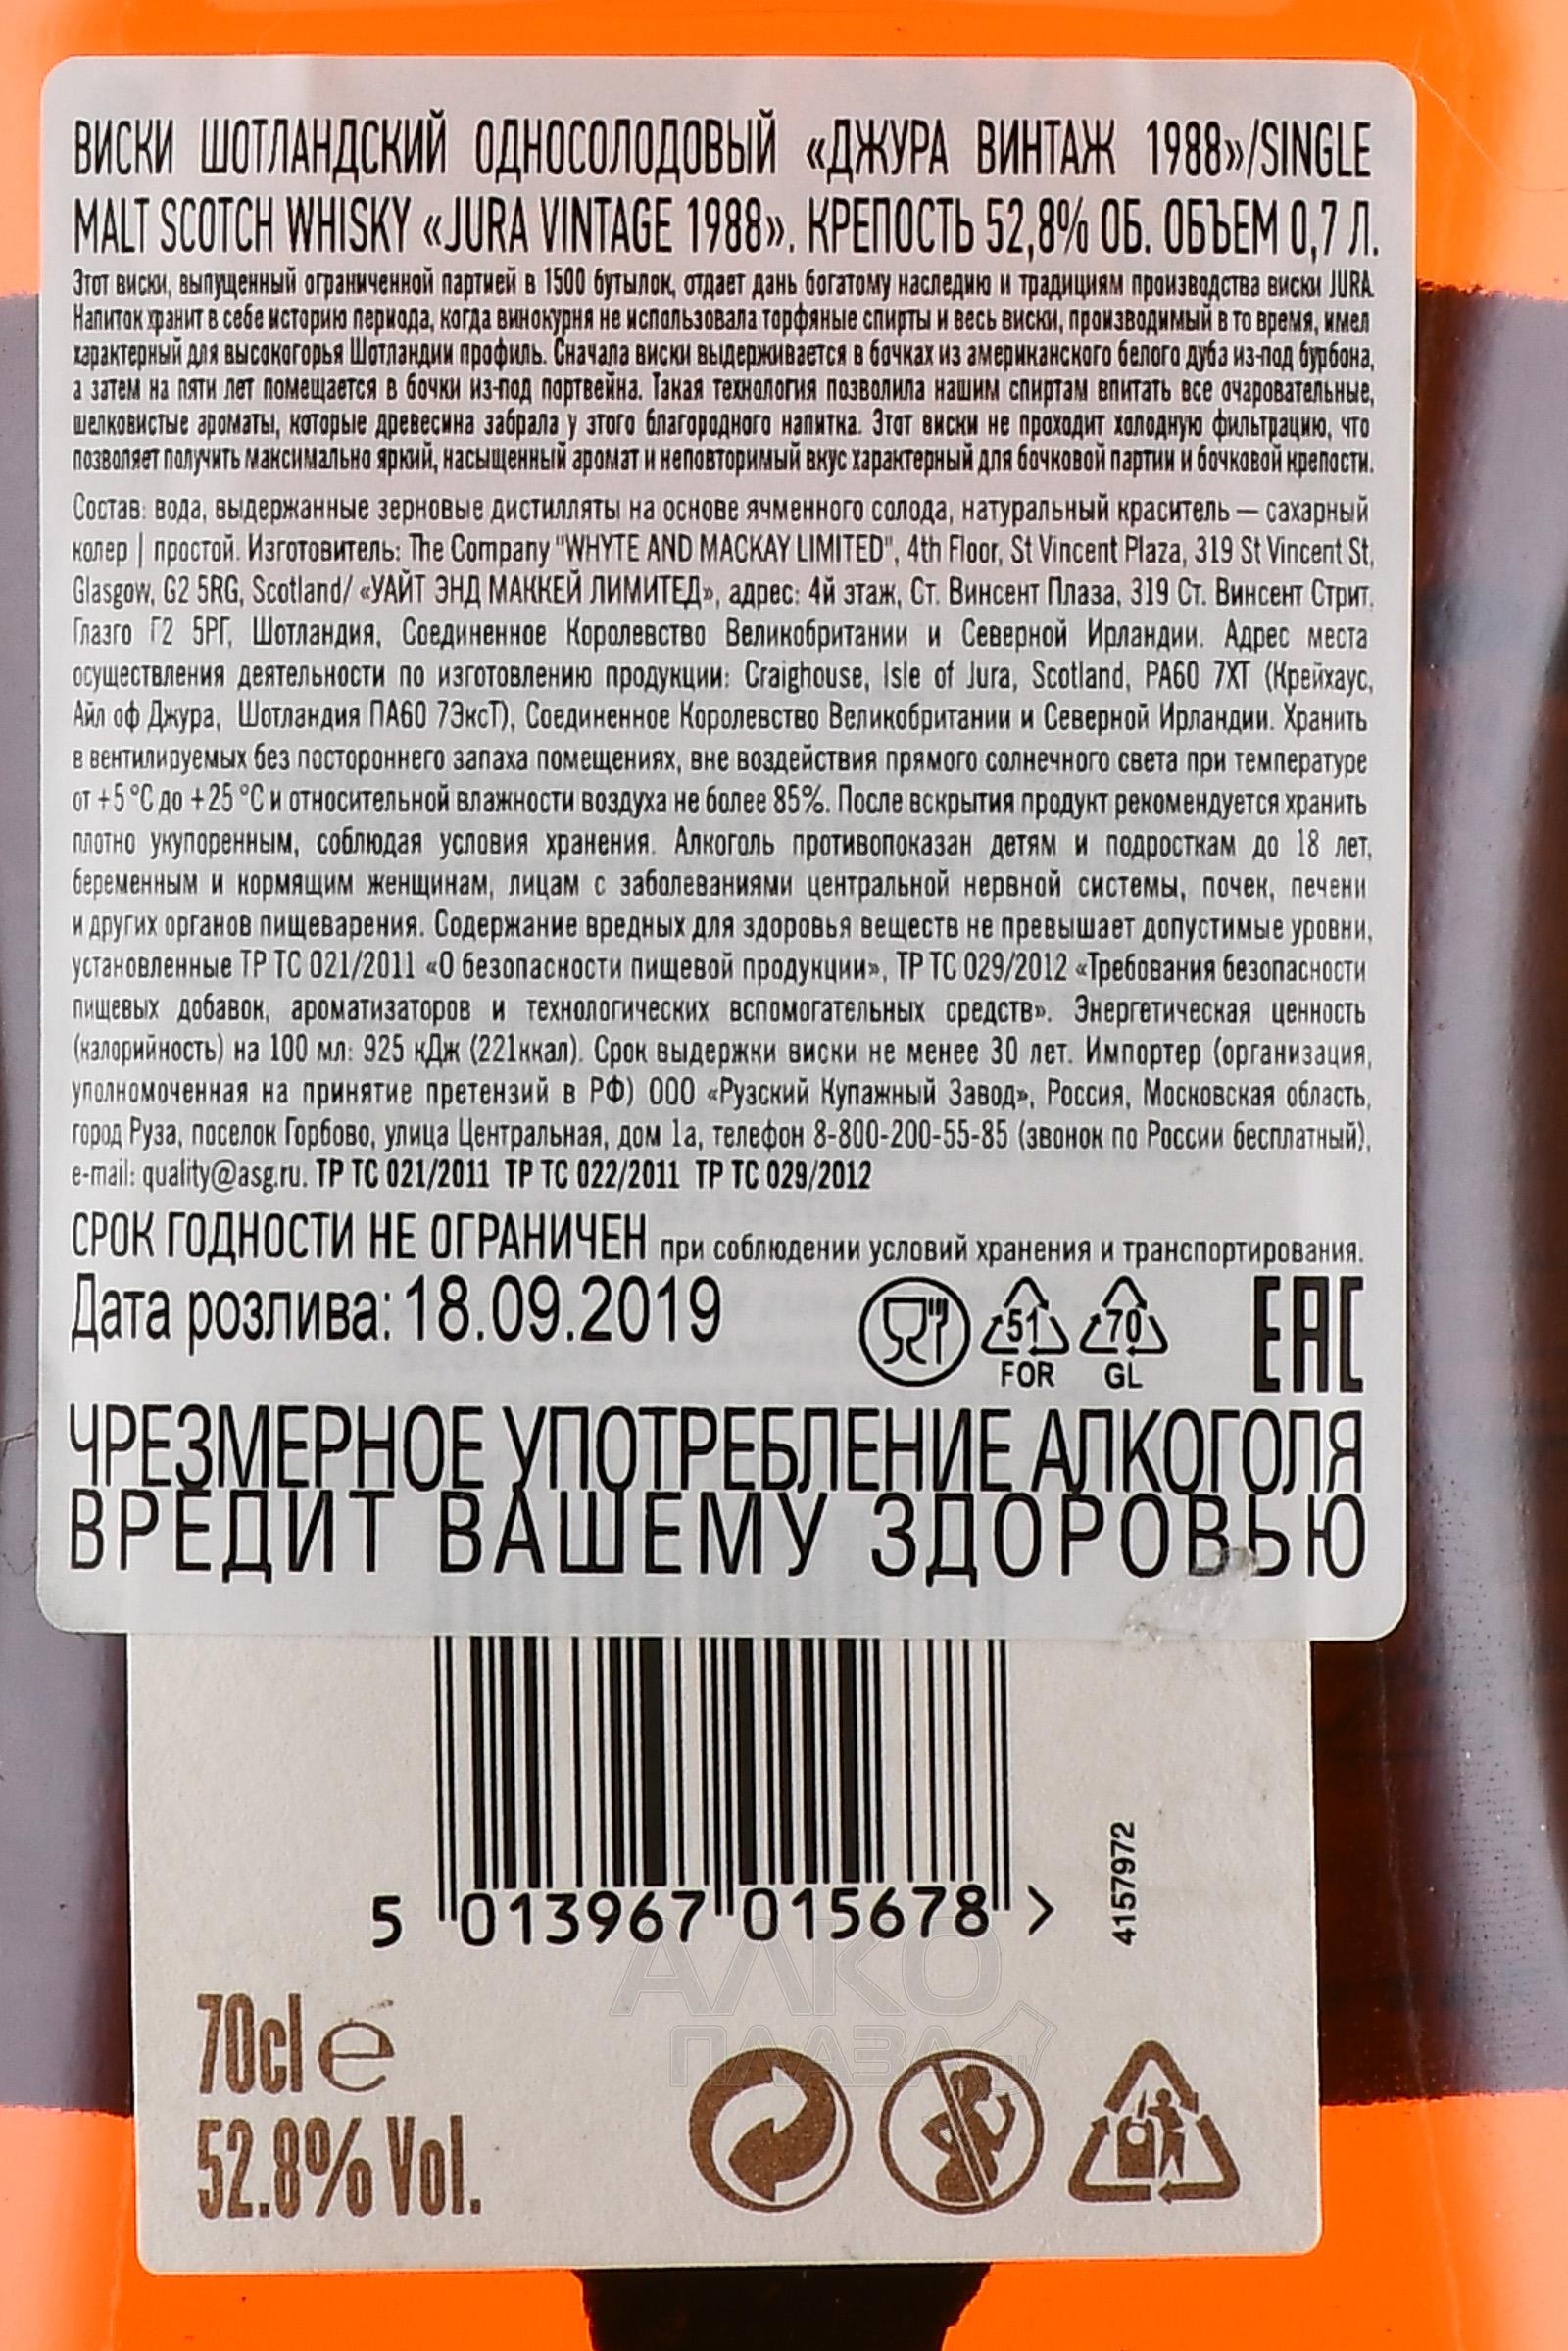 ВИСКИ ШОТЛАНДСКИЙ ОДНОСОЛОДОВЫЙ «ДЖУРА ВИНТАЖ 1988»/SINGLE
MALT SCOTCH WHISKY «JURA VINTAGE 1988». КРЕПОСТЬ 52,8% ОБ. ОБЪЕМ 0,7 Л.
Этот виски, выпущенный ограниченной партией в 1500 бутылок, отдает дань богатому наследию и традициям производства виски JURA.
Напиток хранит в себе историю периода, когда винокурня не использовала торфяные спирты и весь виски, производимый в то время, имел
характерный для высокогорья Шотландии профиль. Сначала виски выдерживается в бочках из американского белого дуба из-под бурбона,
а затем на пяти лет помещается в бочки из-под портвейна. Такая технология позволила нашим спиртам впитать все очаровательные,
шелковистые ароматы, которые древесина забрала у этого благородного напитка. Этот виски не проходит холодную фильтрацию, что
позволяет получить максимально яркий, насыщенный аромат и неповторимый вкус характерный для бочковой партии и бочковой крепости.
Состав: вода, выдержанные зерновые дистилляты на основе ячменного солода, натуральный краситель — сахарный
колер | простой. Изготовитель: The Company "WHYTE AND MACKAY LIMITED", 4th Floor, St Vincent Plaza, 319 St Vincent St,
Glasgow, G2 5RG, Scotland/ «УАЙТ ЭНД МАККЕЙ ЛИМИТЕД», адрес: 4й этаж, Ст. Винсент Плаза, 319 Ст. Винсент Стрит,
Глазго Г2 5РГ, Шотландия, Соединенное Королевство Великобритании и Северной Ирландии. Адрес места
осуществления деятельности по изготовлению продукции: Craighouse, Isle of Jura, Scotland, PA60 7XT (Крейхаус,
Айл оф Джура, Шотландия ПА60 7ЭксТ), Соединенное Королевство Великобритании и Северной Ирландии. Хранить
в вентилируемых без постороннего запаха помещениях, вне воздействия прямого солнечного света при температуре
от +5 °С до +25 °С и относительной влажности воздуха не более 85%. После вскрытия продукт рекомендуется хранить
плотно укупоренным, соблюдая условия хранения. Алкоголь противопоказан детям и подросткам до 18 лет,
беременным и кормящим женщинам, лицам с заболеваниями центральной нервной системы, почек, печени
и других органов пищеварения. Содержание вредных для здоровья веществ не превышает допустимые уровни,
установленные ТР ТС 021/2011 «О безопасности пищевой продукции», ТР ТС 029/2012 «Требования безопасности
пищевых добавок, ароматизаторов и технологических вспомогательных средств». Энергетическая ценность
(калорийность) на 100 мл: 925 кДж (221ккал). Срок выдержки виски не менее 30 лет. Импортер (организация,
уполномоченная на принятие претензий в РФ) ООО «Рузский Купажный Завод», Россия, Московская область,
город Руза, поселок Горбово, улица Центральная, дом 1а, телефон 8-800-200-55-85 (звонок по России бесплатный),
e-mail: quality@asg.ru. ТР ТС 021/2011 ТР ТС 022/2011 ТР ТС 029/2012
СРОК ГОДНОСТИ НЕ ОГРАНИЧЕН при соблюдении условий хранения и транспортирования.
Дата розлива: 18.09.2019
51 FOR
70 GL
EAC
ЧРЕЗМЕРНОЕ УПОТРЕБЛЕНИЕ АЛКОГОЛЯ
ВРЕДИТ ВАШЕМУ ЗДОРОВЬЮ
5 013967 015678 >
4157972
АЛКО
ПЛАЗА
70cl e
52.8% Vol.